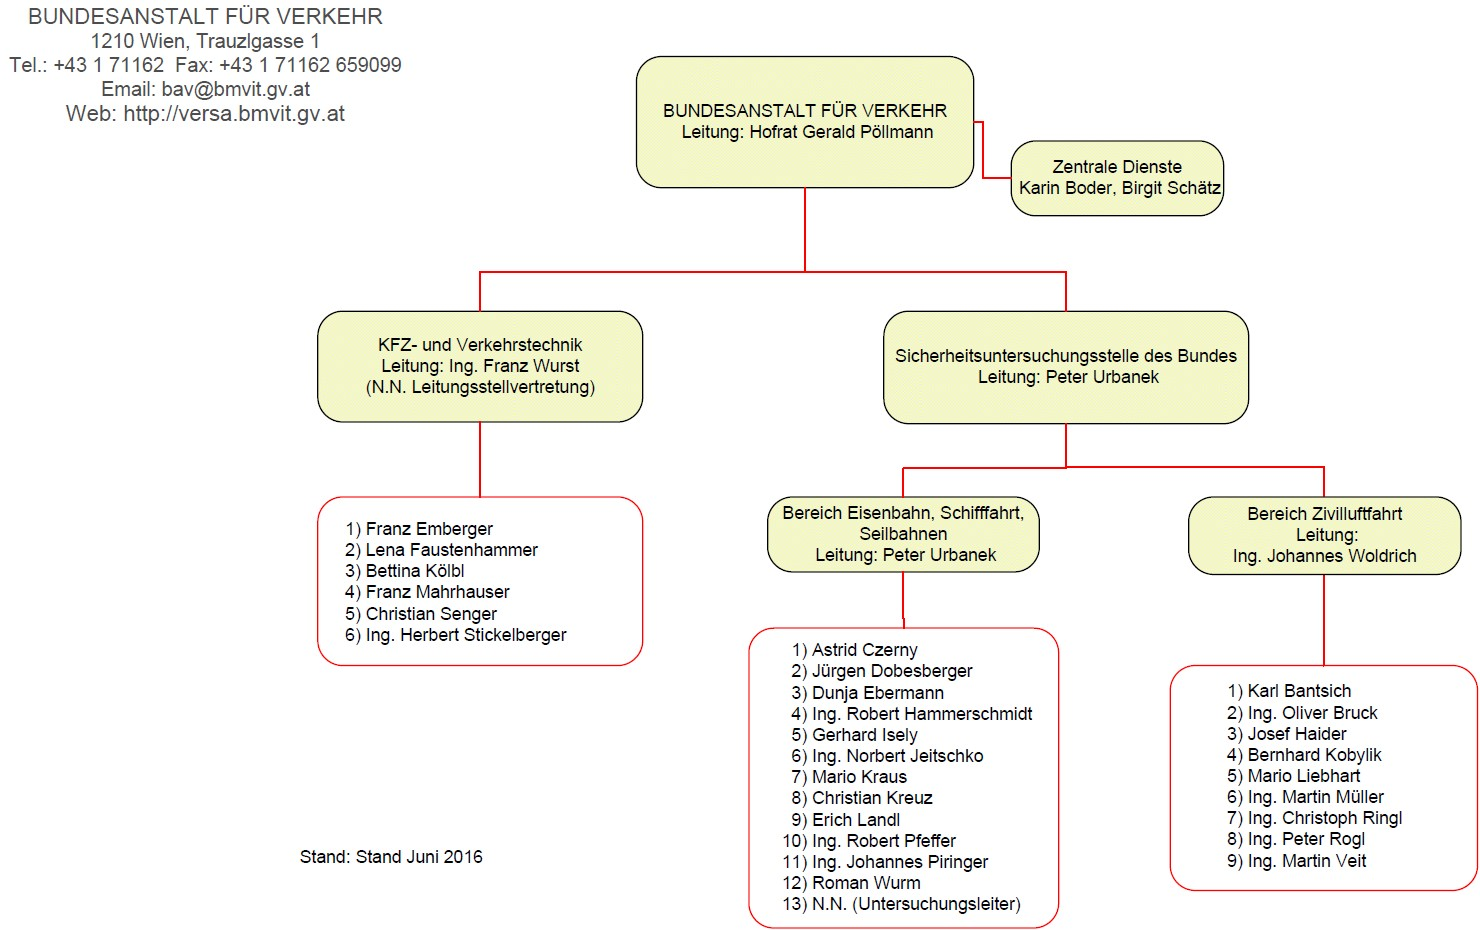 BUNDESANSTALT FÜR VERKEHR
1210 Wien, Trauzlgasse 1
Tel.: +43 1 71162 Fax: +43 1 71162 659099
Email: bav@bmvit.gv.at
Web: http://versa.bmvit.gv.at
BUNDESANSTALT FÜR VERKEHR
Leitung: Hofrat Gerald Pöllmann
Zentrale Dienste
Karin Boder, Birgit Schätz
KFZ- und Verkehrstechnik
Leitung: Ing. Franz Wurst
(N.N. Leitungsstellvertretung)
Sicherheitsuntersuchungsstelle des Bundes
Leitung: Peter Urbanek
1) Franz Emberger
2) Lena Faustenhammer
3) Bettina Kölbl
4) Franz Mahrhauser
5) Christian Senger
6) Ing. Herbert Stickelberger
Bereich Eisenbahn, Schifffahrt,
Seilbahnen
Leitung: Peter Urbanek
Bereich Zivilluftfahrt
Leitung:
Ing. Johannes Woldrich
1) Astrid Czerny
2) Jürgen Dobesberger
3) Dunja Ebermann
4) Ing. Robert Hammerschmidt
5) Gerhard Isely
6) Ing. Norbert Jeitschko
7) Mario Kraus
8) Christian Kreuz
9) Erich Landl
10) Ing. Robert Pfeffer
11) Ing. Johannes Piringer
12) Roman Wurm
13) N.N. (Untersuchungsleiter)
1) Karl Bantsich
2) Ing. Oliver Bruck
3) Josef Haider
4) Bernhard Kobylik
5) Mario Liebhart
6) Ing. Martin Müller
7) Ing. Christoph Ringl
8) Ing. Peter Rogl
9) Ing. Martin Veit
Stand: Stand Juni 2016